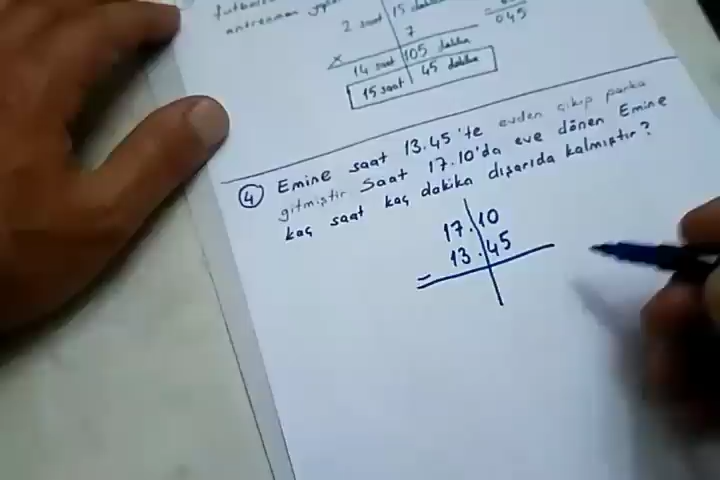 antrenman
2 saat 15 dakika
7
x
14 saat 105 dakika
15 saat 45 dakika
045
4 Emine saat 13.45'te evden çıkıp parka
gitmiştir saat 17.10'da eve dönen Emine
kaç saat kaç dakika dışarıda kalmıştır?
17.10
13.45
=